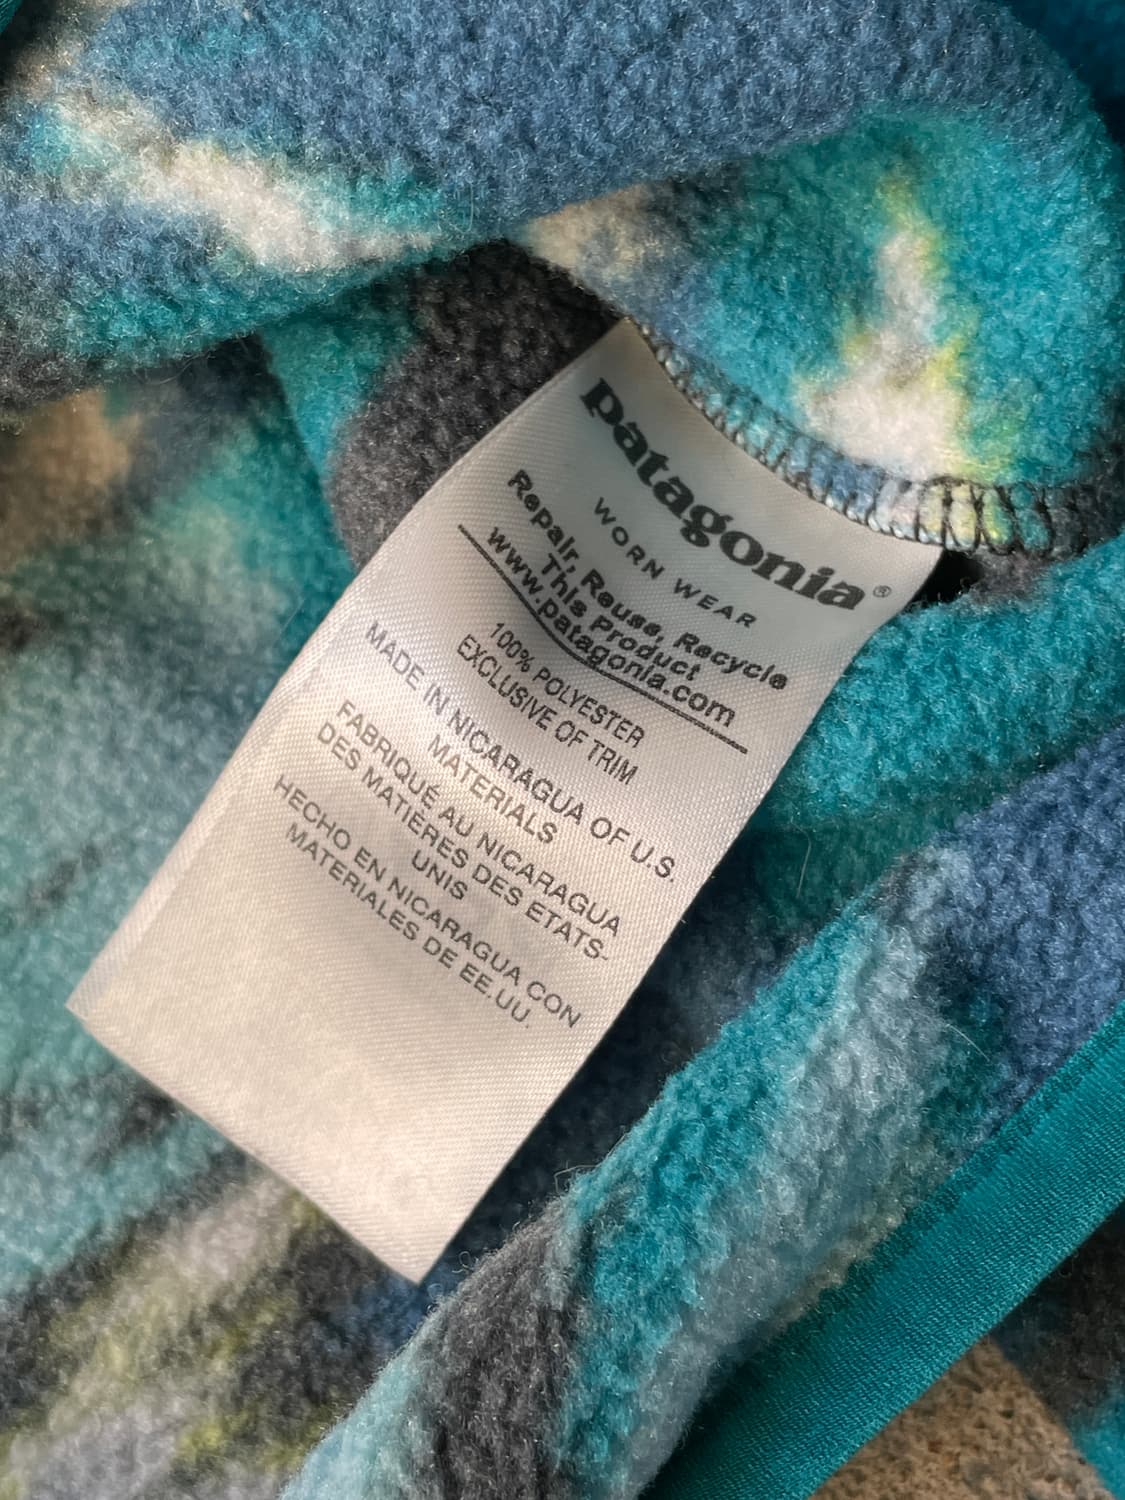 patagonia®
WORN WEAR
Repair, Reuse, Recycle
This Product
www.patagonia.com
100% POLYESTER
EXCLUSIVE OF TRIM
MADE IN NICARAGUA OF U.S.
MATERIALS
FABRIQUÉ AU NICARAGUA
DES MATIÈRES DES ETATS-
UNIS
HECHO EN NICARAGUA CON
MATERIALES DE EE.UU.